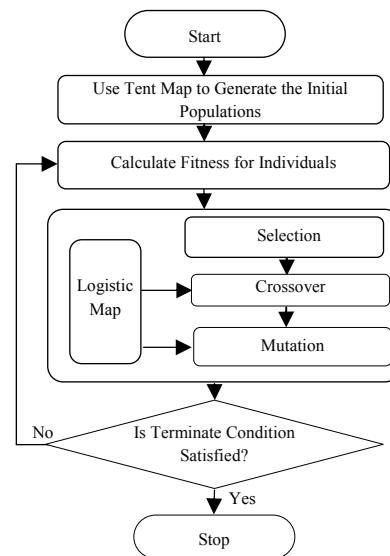 Start
Use Tent Map to Generate the Initial
Populations
Calculate Fitness for Individuals
Selection
Logistic
Map
Crossover
Mutation
No
Is Terminate Condition
Satisfied?
Yes
Stop